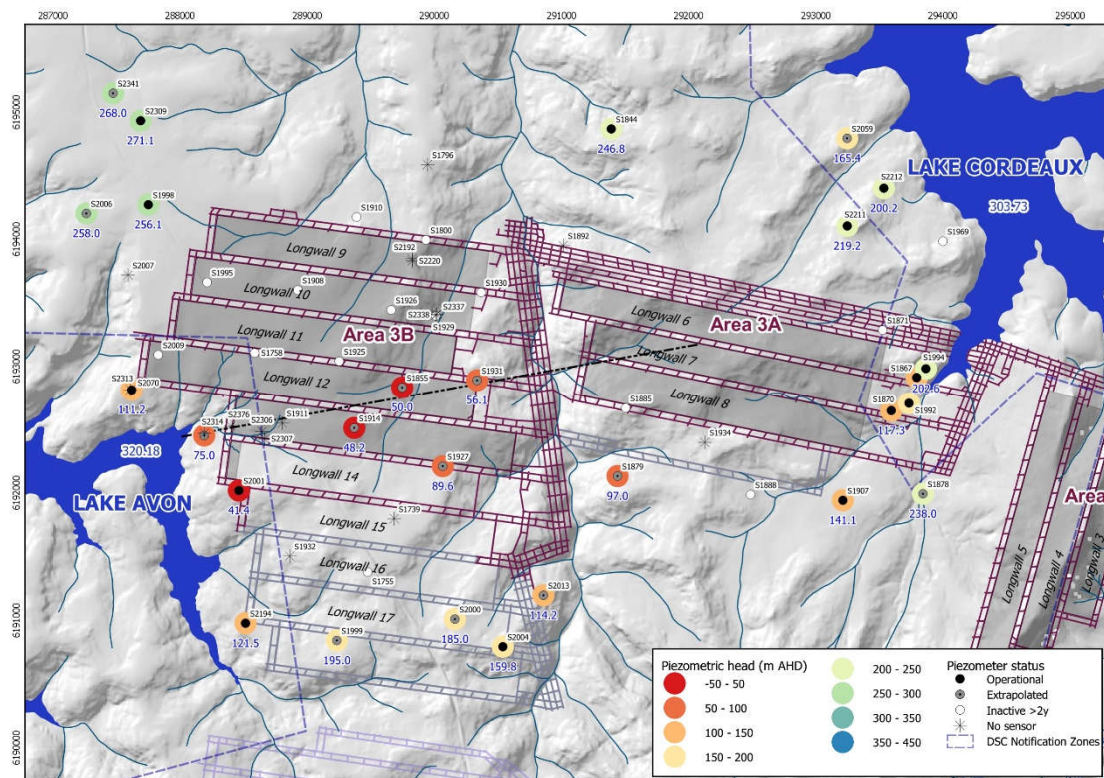 287000 288000 289000 290000 291000 292000 293000 294000 295000
6195000
6194000
6193000
6192000
6191000
6190000
S2341
268.0
S2309
271.1
S1796
S1844
246.8
S2059
165.4
LAKE CORDEAUX
303.73
S2212
200.2
S2211
219.2
S1969
S2006
258.0
S1998
256.1
S1910
S1800
S2192
S2220
S1892
S2007
Longwall 9
S1995
S1908
Longwall 10
S1926
S1930
S2337
S2338
S1929
Longwall 11
Area 3B
Longwall 6
Area 3A
S1871
Longwall 7
S2009
S1758
S1925
S1994
S1867
202.6
S2313
S2070
111.2
Longwall 12
S1855
50.0
S1931
56.1
Longwall 8
S1885
S1870
117.3
S1992
S2376
S2314
S2306
S1911
S2307
75.0
S1914
48.2
S1934
320.18
LAKE AVON
S1927
89.6
Longwall 14
S2001
41.4
S1879
97.0
S1888
S1907
141.1
S1878
238.0
Area
S1739
Longwall 15
S1932
Longwall 16
S1755
Longwall 5
Longwall 4
Longwall 3
S2013
114.2
Longwall 17
S2194
121.5
S1999
195.0
S2000
185.0
S2004
159.8
Piezometric head (m AHD)
-50 - 50
50 - 100
100 - 150
150 - 200
200 - 250
250 - 300
300 - 350
350 - 450
Piezometer status
Operational
Extrapolated
Inactive >2y
No sensor
DSC Notification Zones